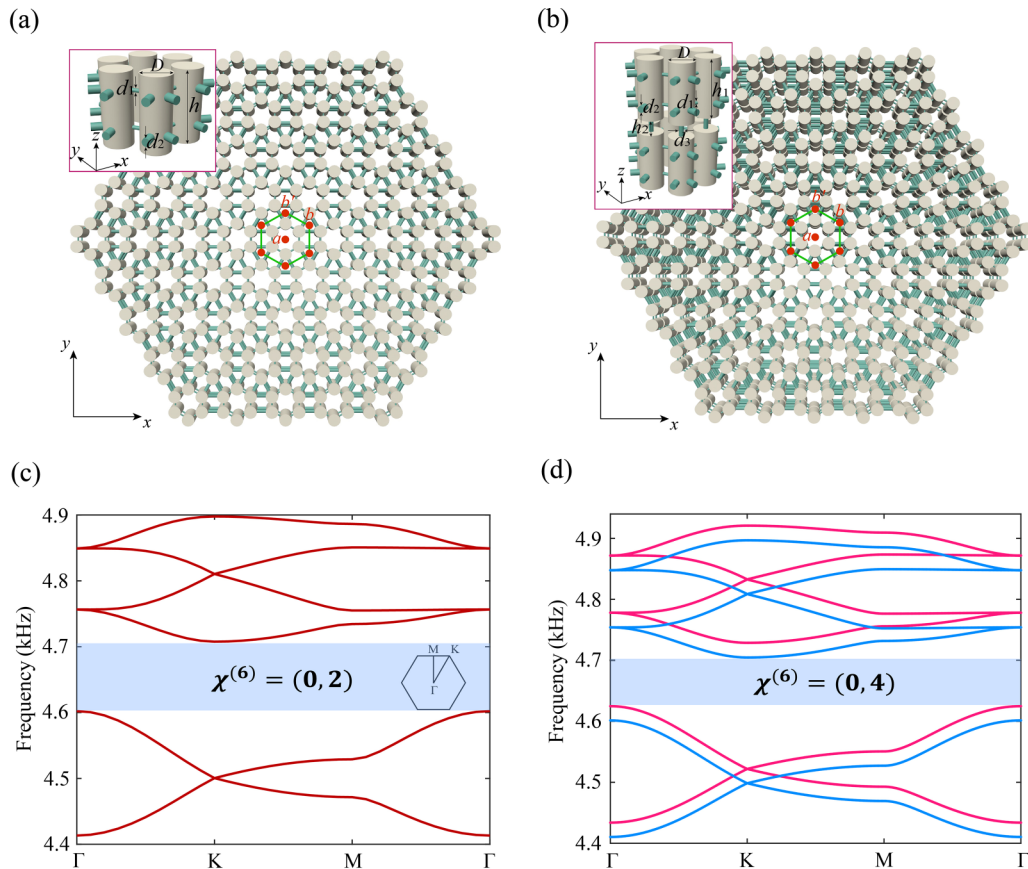 (a)
D
d1
h
d2
z
y
x
b'
b
a
y
x
(b)
D
d2
d1
h1
h2
d3
z
y
x
b'
b
a
y
x
(c)
4.9
4.8
4.7
4.6
4.5
4.4
Frequency (kHz)
M K
Γ
χ(6) = (0, 2)
Γ K M Γ
(d)
4.9
4.8
4.7
4.6
4.5
4.4
Frequency (kHz)
χ(6) = (0, 4)
Γ K M Γ